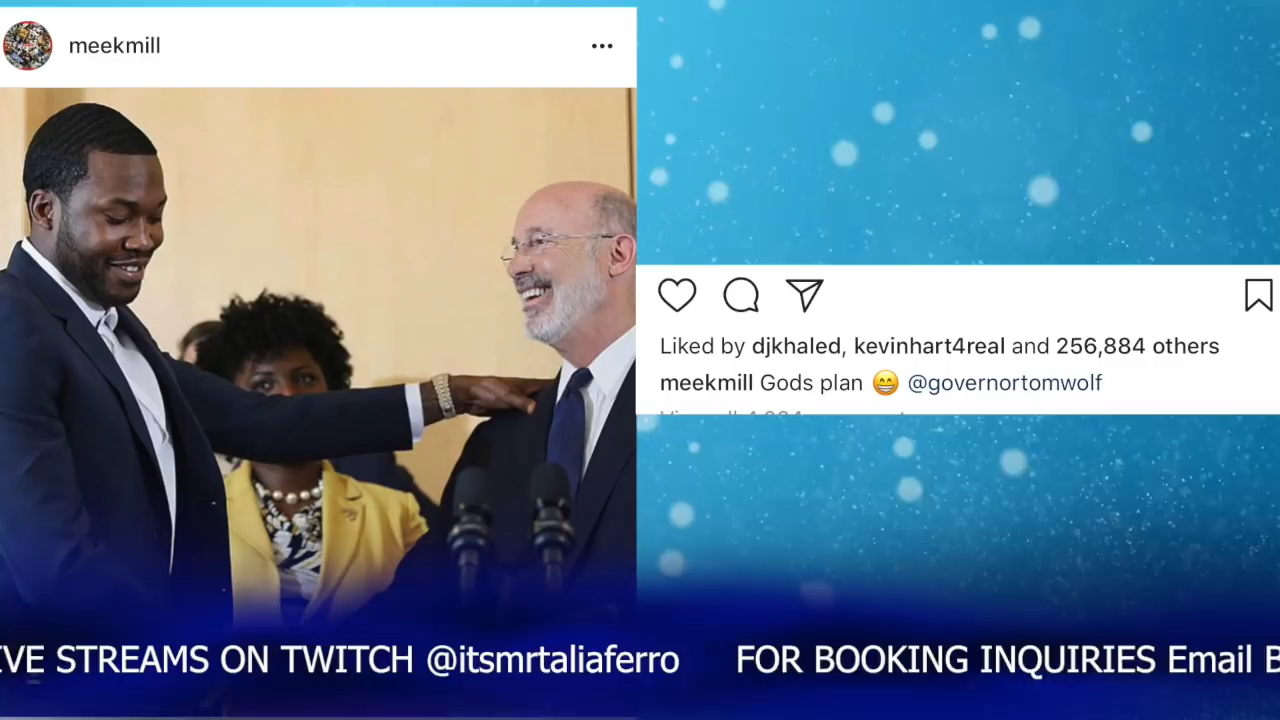 meekmill
Liked by djkhaled, kevinhart4real and 256,884 others
meekmill Gods plan 😁 @governortomwolf
STREAMS ON TWITCH @itsmrtaliaferro
FOR BOOKING INQUIRIES Email